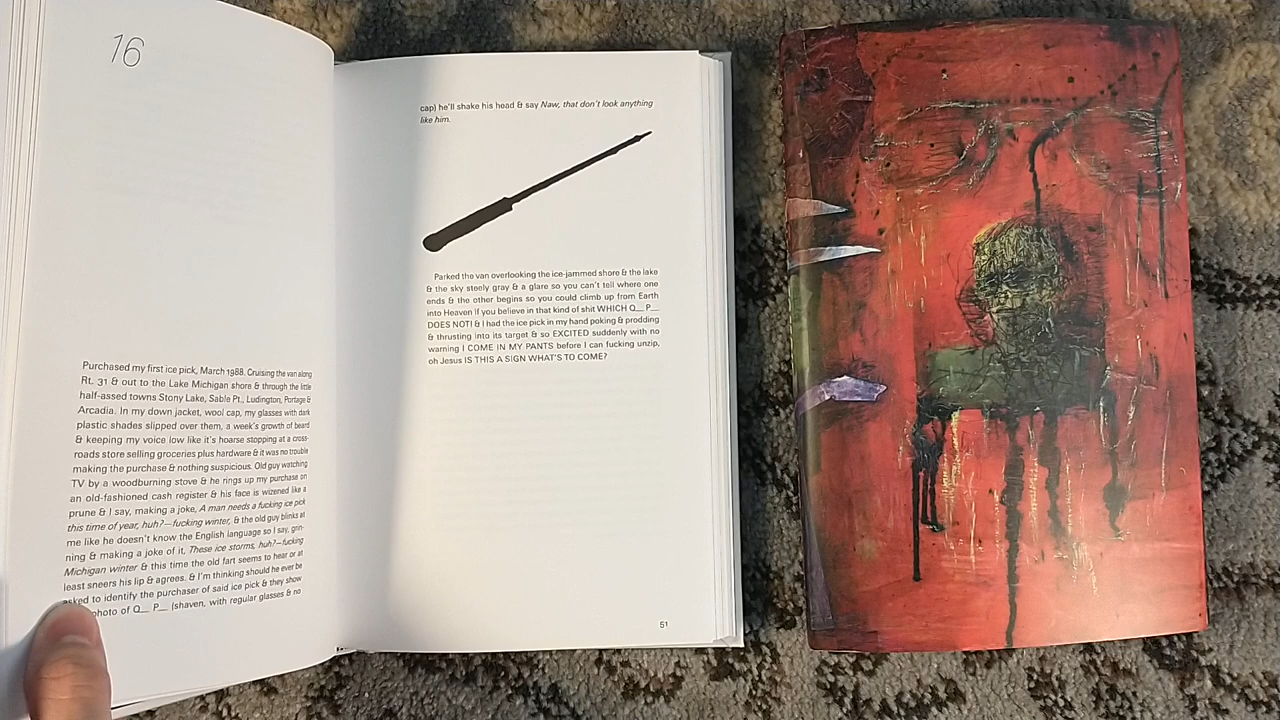 16
Purchased my first ice pick, March 1988. Cruising the van along
Rt. 31 & out to the Lake Michigan shore & through the little
half-assed towns Stony Lake, Sable Pt., Ludington, Portage &
Arcadia. In my down jacket, wool cap, my glasses with dark
plastic shades slipped over them, a week's growth of beard
& keeping my voice low like it's hoarse stopping at a cross-
roads store selling groceries plus hardware & it was no trouble
making the purchase & nothing suspicious. Old guy watching
TV by a woodburning stove & he rings up my purchase on
an old-fashioned cash register & his face is wizened like a
prune & I say, making a joke, A man needs a fucking ice pick
this time of year, huh?—fucking winter, & the old guy blinks at
me like he doesn't know the English language so I say, grin-
ning & making a joke of it, These ice storms, huh?—fucking
Michigan winter & this time the old fart seems to hear or at
least sneers his lip & agrees. & I'm thinking should he ever be
asked to identify the purchaser of said ice pick & they show
photo of Q__ P__ (shaven, with regular glasses & no
cap) he'll shake his head & say Naw, that don't look anything
like him.
Parked the van overlooking the ice-jammed shore & the lake
& the sky steely gray & a glare so you can't tell where one
ends & the other begins so you could climb up from Earth
into Heaven if you believe in that kind of shit WHICH Q__ P__
DOES NOT! & I had the ice pick in my hand poking & prodding
& thrusting into its target & so EXCITED suddenly with no
warning I COME IN MY PANTS before I can fucking unzip,
oh Jesus IS THIS A SIGN WHAT'S TO COME?
51